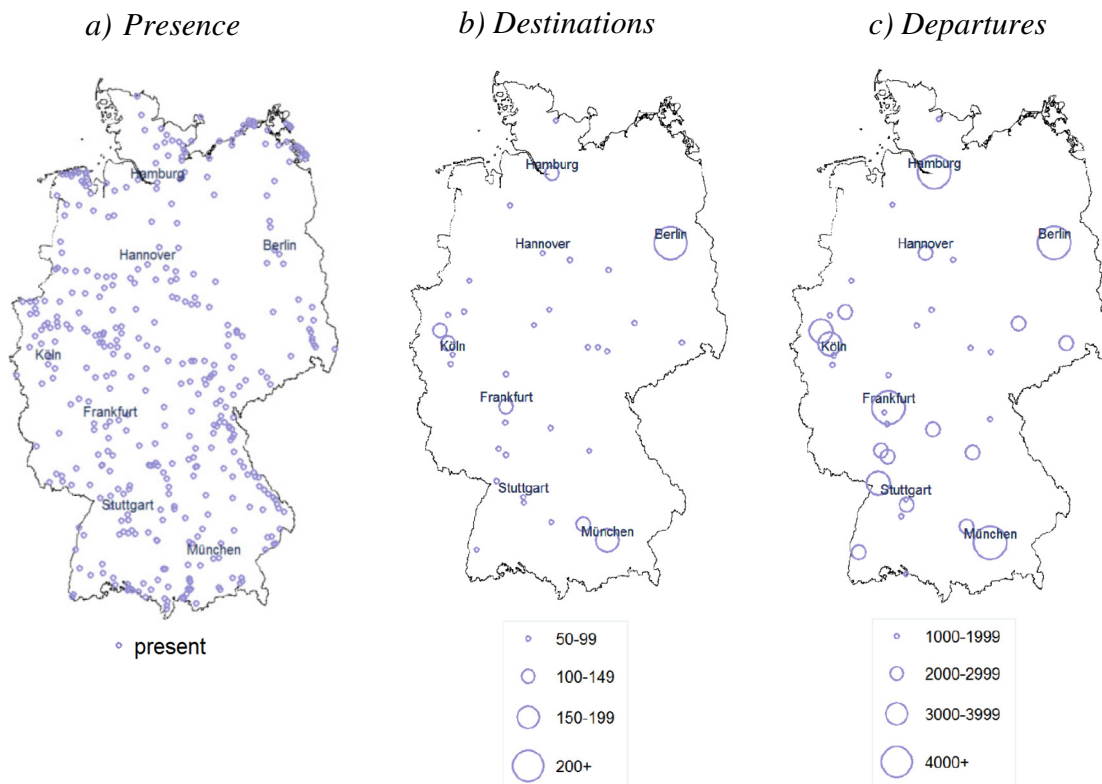 a) Presence
b) Destinations
c) Departures
Hamburg
Hannover
Berlin
Köln
Frankfurt
Stuttgart
München
present
Hamburg
Hannover
Berlin
Köln
Frankfurt
Stuttgart
München
50-99
100-149
150-199
200+
Hamburg
Hannover
Berlin
Köln
Frankfurt
Stuttgart
München
1000-1999
2000-2999
3000-3999
4000+